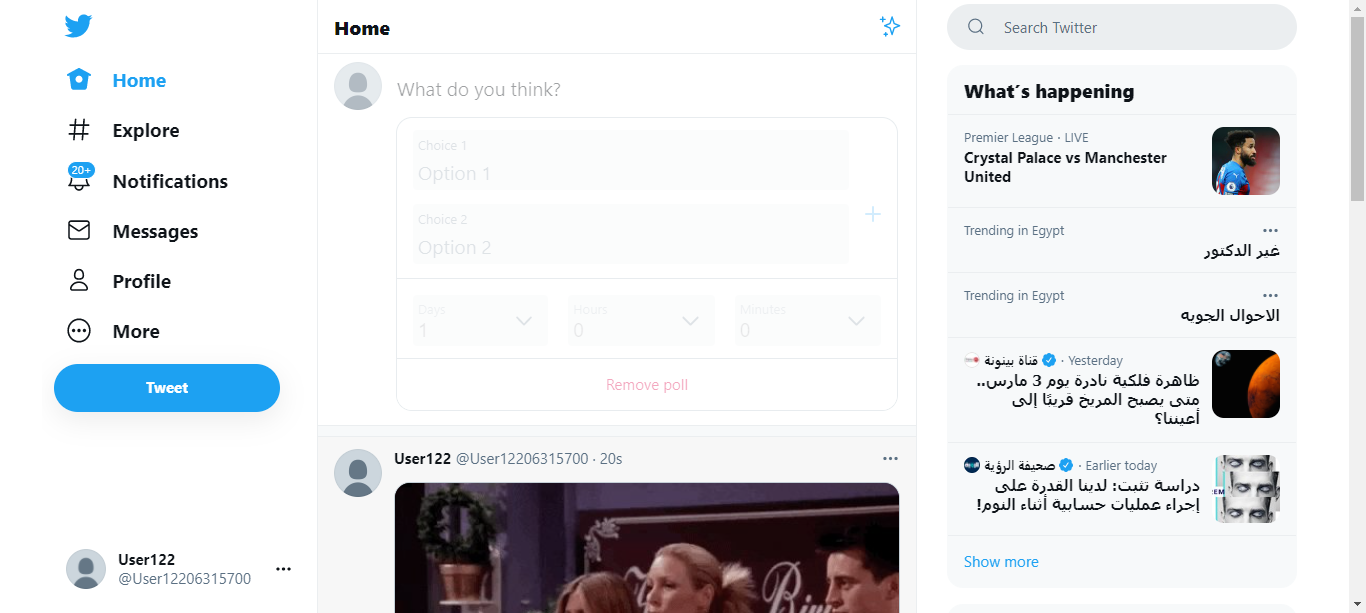 Home
Explore
20+
Notifications
Messages
Profile
More
Tweet
User122
@User12206315700
Home
What do you think?
Choice 1
Option 1
Choice 2
Option 2
Days
1
Hours
0
Minutes
0
Remove poll
User122 @User12206315700 · 20s
Search Twitter
What´s happening
Premier League · LIVE
Crystal Palace vs Manchester
United
Trending in Egypt
غير الدكتور
Trending in Egypt
الاحوال الجويه
قناة بينونة · Yesterday
ظاهرة فلكية نادرة يوم 3 مارس..
متى يصبح المريخ قريبًا إلى
أعيننا؟
صحيفة الرؤية · Earlier today
دراسة تثبت: لدينا القدرة على
إجراء عمليات حسابية أثناء النوم!
Show more